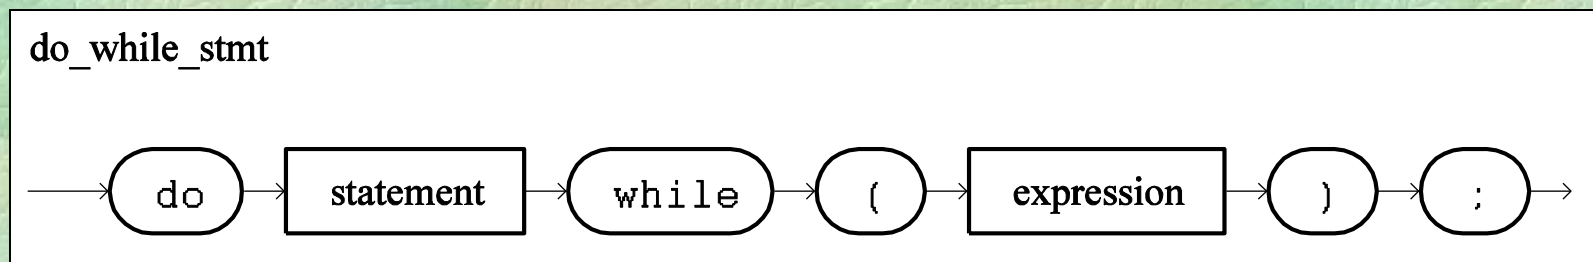 do_while_stmt
do statement while ( expression ) ;